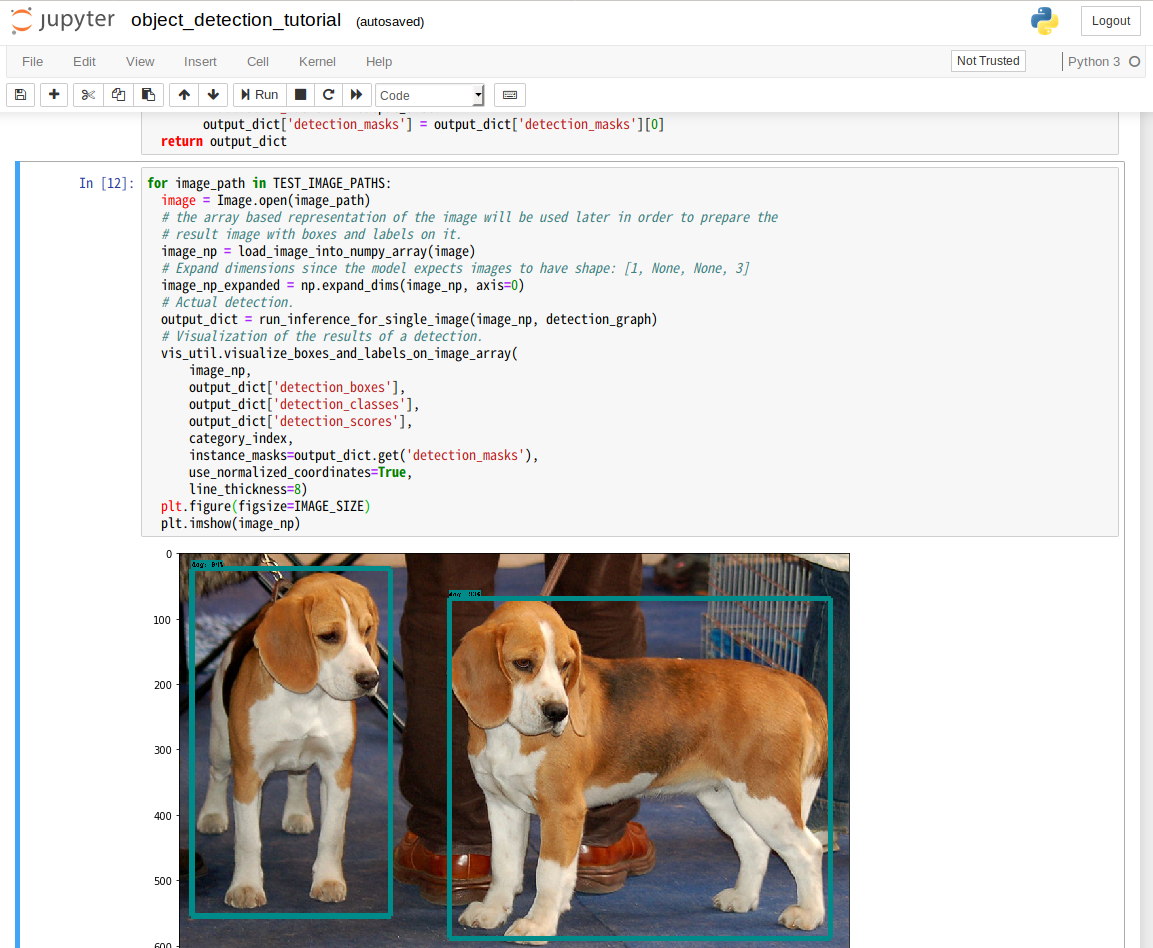 jupyter object_detection_tutorial (autosaved)
Logout
File Edit View Insert Cell Kernel Help
Not Trusted
Python 3
Run
Code
output_dict['detection_masks'] = output_dict['detection_masks'][0]
return output_dict
In [12]:
for image_path in TEST_IMAGE_PATHS:
image = Image.open(image_path)
# the array based representation of the image will be used later in order to prepare the
# result image with boxes and labels on it.
image_np = load_image_into_numpy_array(image)
# Expand dimensions since the model expects images to have shape: [1, None, None, 3]
image_np_expanded = np.expand_dims(image_np, axis=0)
# Actual detection.
output_dict = run_inference_for_single_image(image_np, detection_graph)
# Visualization of the results of a detection.
vis_util.visualize_boxes_and_labels_on_image_array(
image_np,
output_dict['detection_boxes'],
output_dict['detection_classes'],
output_dict['detection_scores'],
category_index,
instance_masks=output_dict.get('detection_masks'),
use_normalized_coordinates=True,
line_thickness=8)
plt.figure(figsize=IMAGE_SIZE)
plt.imshow(image_np)
0
dog:
dog:
100
200
300
400
500
600